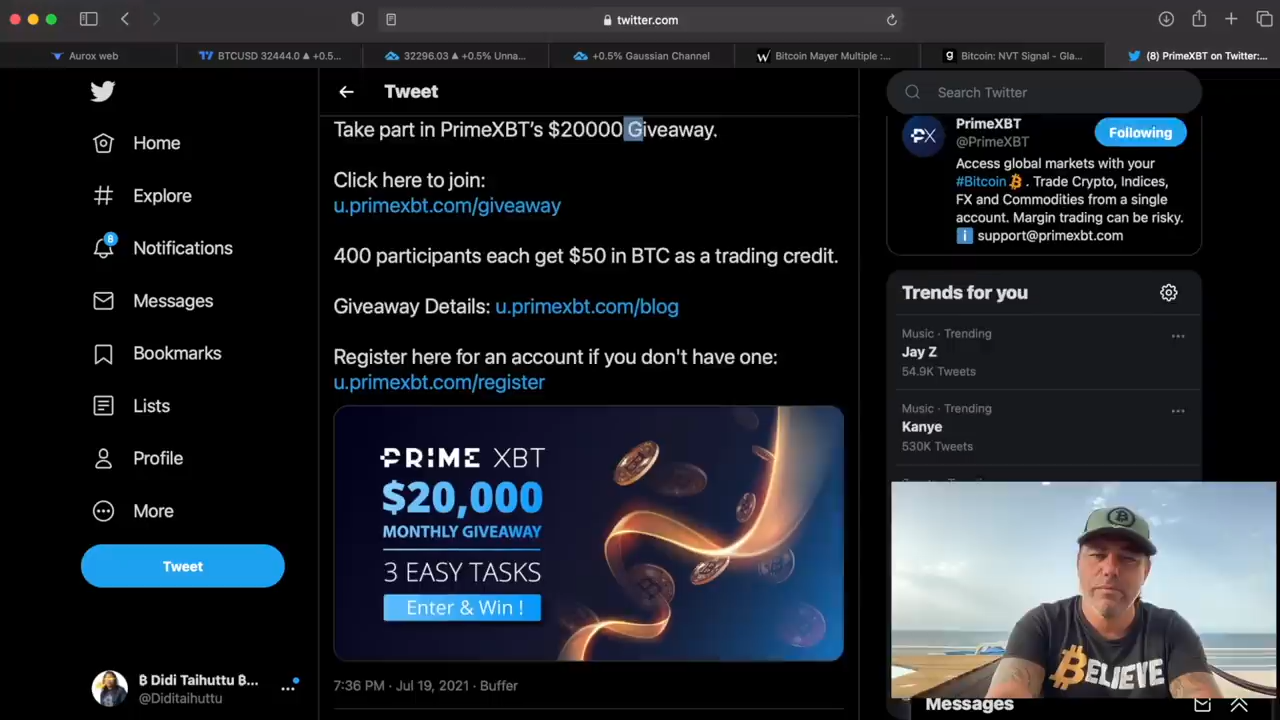 twitter.com
Aurox web
BTCUSD 32444.0 ▲ +0.5...
32296.03 ▲ +0.5% Unna...
+0.5% Gaussian Channel
Bitcoin Mayer Multiple :...
Bitcoin: NVT Signal - Gla...
(8) PrimeXBT on Twitter:...
Home
Explore
8
Notifications
Messages
Bookmarks
Lists
Profile
More
Tweet
₿ Didi Taihuttu ₿...
@Diditaihuttu
Tweet
Take part in PrimeXBT’s $20000 Giveaway.
Click here to join:
u.primexbt.com/giveaway
400 participants each get $50 in BTC as a trading credit.
Giveaway Details: u.primexbt.com/blog
Register here for an account if you don't have one:
u.primexbt.com/register
PRIME XBT
$20,000
MONTHLY GIVEAWAY
3 EASY TASKS
Enter & Win !
7:36 PM · Jul 19, 2021 · Buffer
Search Twitter
PX
PrimeXBT
@PrimeXBT
Following
Access global markets with your
#Bitcoin . Trade Crypto, Indices,
FX and Commodities from a single
account. Margin trading can be risky.
ℹ support@primexbt.com
Trends for you
Music · Trending
Jay Z
54.9K Tweets
Music · Trending
Kanye
530K Tweets
₿ELIEVE
Messages